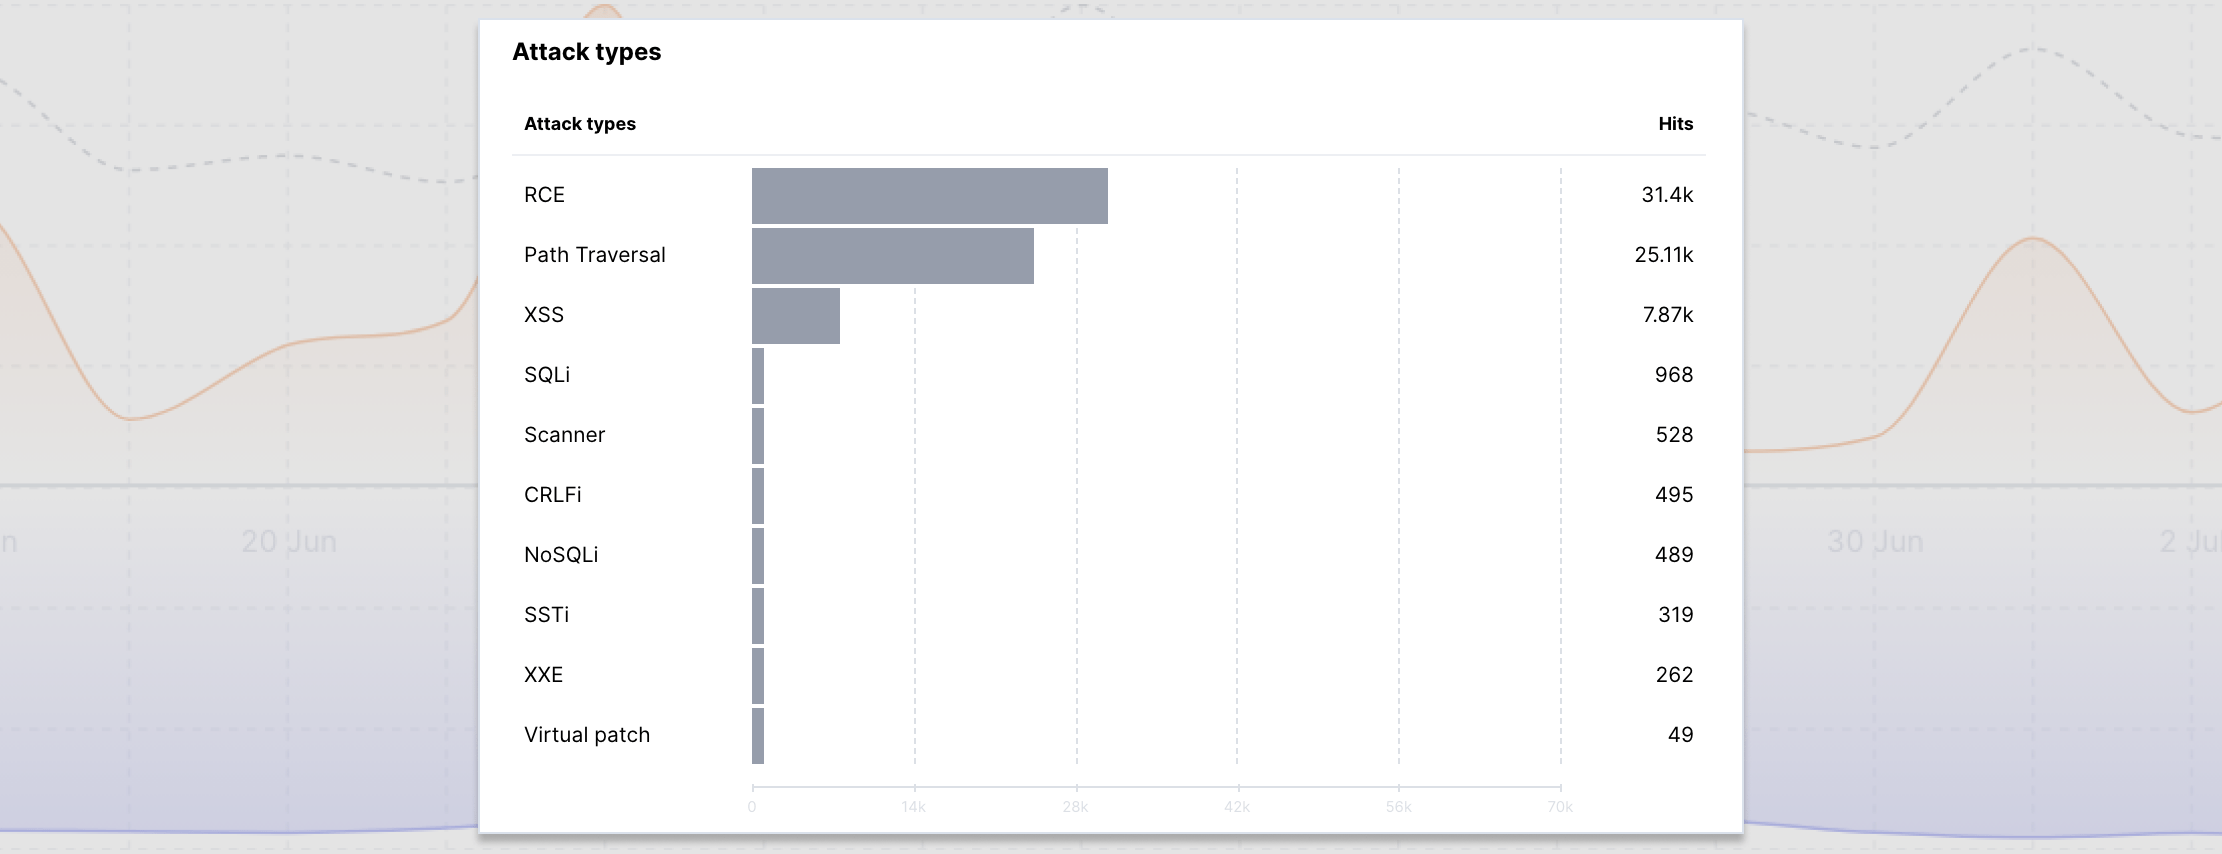 Attack types
Attack types Hits
RCE 31.4k
Path Traversal 25.11k
XSS 7.87k
SQLi 968
Scanner 528
CRLFi 495
NoSQLi 489
SSTi 319
XXE 262
Virtual patch 49
0 14k 28k 42k 56k 70k
20 Jun 30 Jun 2